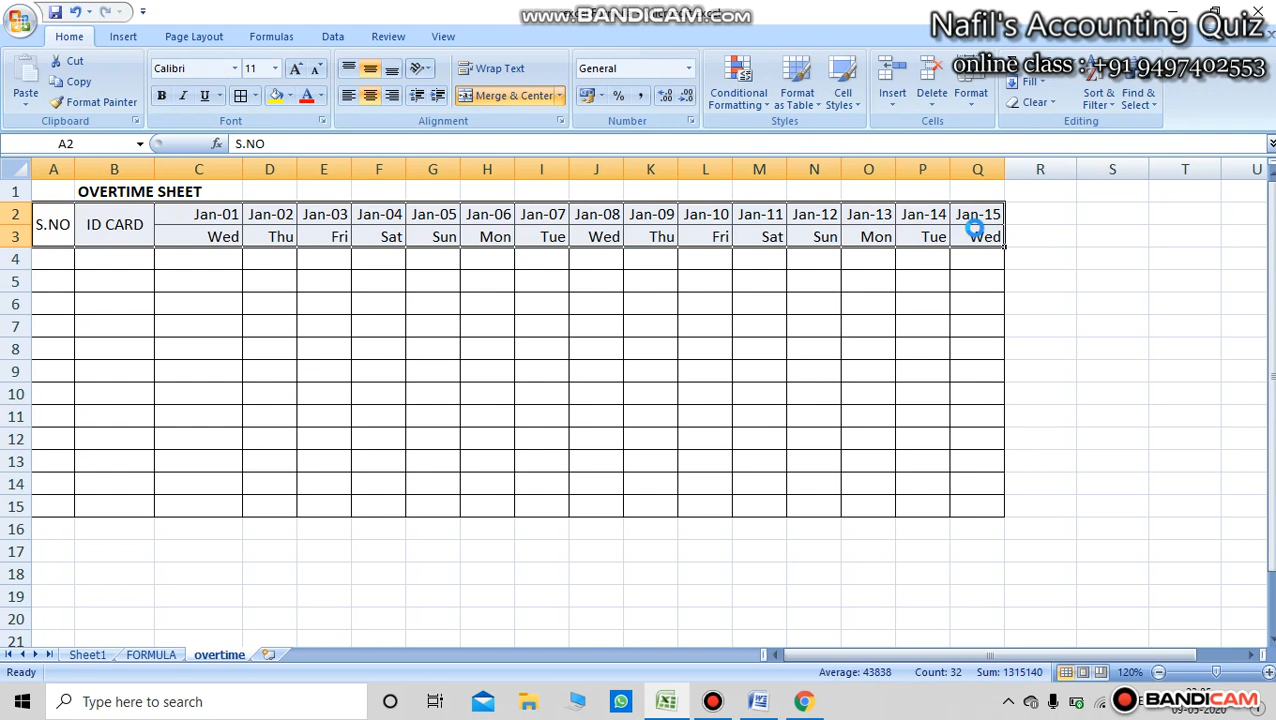 www.BANDICAM.com
Nafil's Accounting Quiz
online class : +91 9497402553
Home Insert Page Layout Formulas Data Review View
Paste
Cut
Copy
Format Painter
Clipboard
Calibri 11
B I U
Font
Wrap Text
Merge & Center
Alignment
General
Number
Conditional Formatting
Format as Table
Cell Styles
Styles
Insert Delete Format
Cells
Fill
Clear
Sort & Filter
Find & Select
Editing
A2 fx S.NO
A B C D E F G H I J K L M N O P Q R S T U
1 OVERTIME SHEET
2 S.NO ID CARD Jan-01 Jan-02 Jan-03 Jan-04 Jan-05 Jan-06 Jan-07 Jan-08 Jan-09 Jan-10 Jan-11 Jan-12 Jan-13 Jan-14 Jan-15
3 Wed Thu Fri Sat Sun Mon Tue Wed Thu Fri Sat Sun Mon Tue Wed
4
5
6
7
8
9
10
11
12
13
14
15
16
17
18
19
20
21
Sheet1 FORMULA overtime
Ready Average: 43838 Count: 32 Sum: 1315140 120%
Type here to search
BANDICAM
09-05-2020